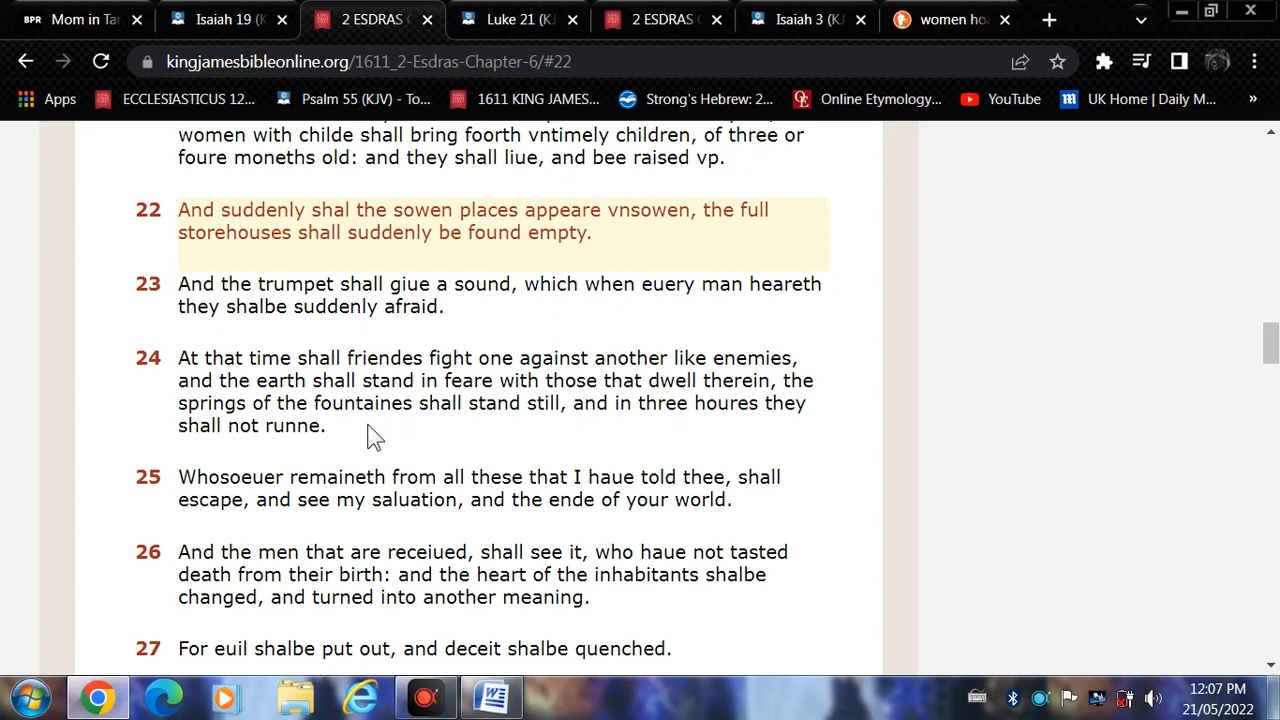 BPR Mom in Tar
Isaiah 19 (K
2 ESDRAS C
Luke 21 (KJ
2 ESDRAS
Isaiah 3 (KJ
women hoa
kingjamesbibleonline.org/1611_2-Esdras-Chapter-6/#22
Apps ECCLESIASTICUS 12... Psalm 55 (KJV) - To... 1611 KING JAMES... Strong's Hebrew: 2... OE Online Etymology... YouTube UK Home | Daily M... »
women with childe shall bring foorth vntimely children, of three or
foure moneths old: and they shall liue, and bee raised vp.
22 And suddenly shal the sowen places appeare vnsowen, the full
storehouses shall suddenly be found empty.
23 And the trumpet shall giue a sound, which when euery man heareth
they shalbe suddenly afraid.
24 At that time shall friendes fight one against another like enemies,
and the earth shall stand in feare with those that dwell therein, the
springs of the fountaines shall stand still, and in three houres they
shall not runne.
25 Whosoeuer remaineth from all these that I haue told thee, shall
escape, and see my saluation, and the ende of your world.
26 And the men that are receiued, shall see it, who haue not tasted
death from their birth: and the heart of the inhabitants shalbe
changed, and turned into another meaning.
27 For euil shalbe put out, and deceit shalbe quenched.
12:07 PM
21/05/2022